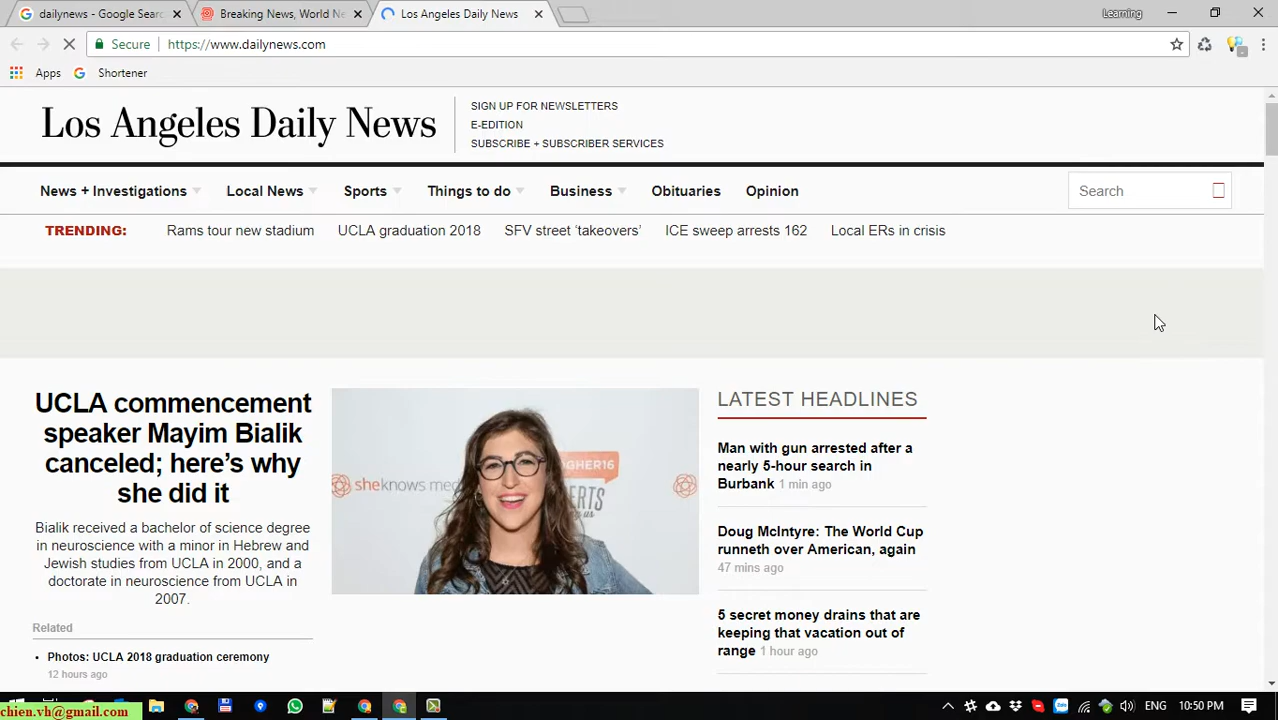 dailynews - Google Sear
Breaking News, World Ne
Los Angeles Daily News
Learning
Secure
https://www.dailynews.com
Apps
Shortener
Los Angeles Daily News
SIGN UP FOR NEWSLETTERS
E-EDITION
SUBSCRIBE + SUBSCRIBER SERVICES
News + Investigations
Local News
Sports
Things to do
Business
Obituaries
Opinion
Search
TRENDING:
Rams tour new stadium
UCLA graduation 2018
SFV street ‘takeovers’
ICE sweep arrests 162
Local ERs in crisis
UCLA commencement
speaker Mayim Bialik
canceled; here’s why
she did it
Bialik received a bachelor of science degree
in neuroscience with a minor in Hebrew and
Jewish studies from UCLA in 2000, and a
doctorate in neuroscience from UCLA in
2007.
Related
• Photos: UCLA 2018 graduation ceremony
12 hours ago
sheknows med
OGHER16
PERTS
LATEST HEADLINES
Man with gun arrested after a
nearly 5-hour search in
Burbank 1 min ago
Doug McIntyre: The World Cup
runneth over American, again
47 mins ago
5 secret money drains that are
keeping that vacation out of
range 1 hour ago
chien.vh@gmail.com
ENG
10:50 PM